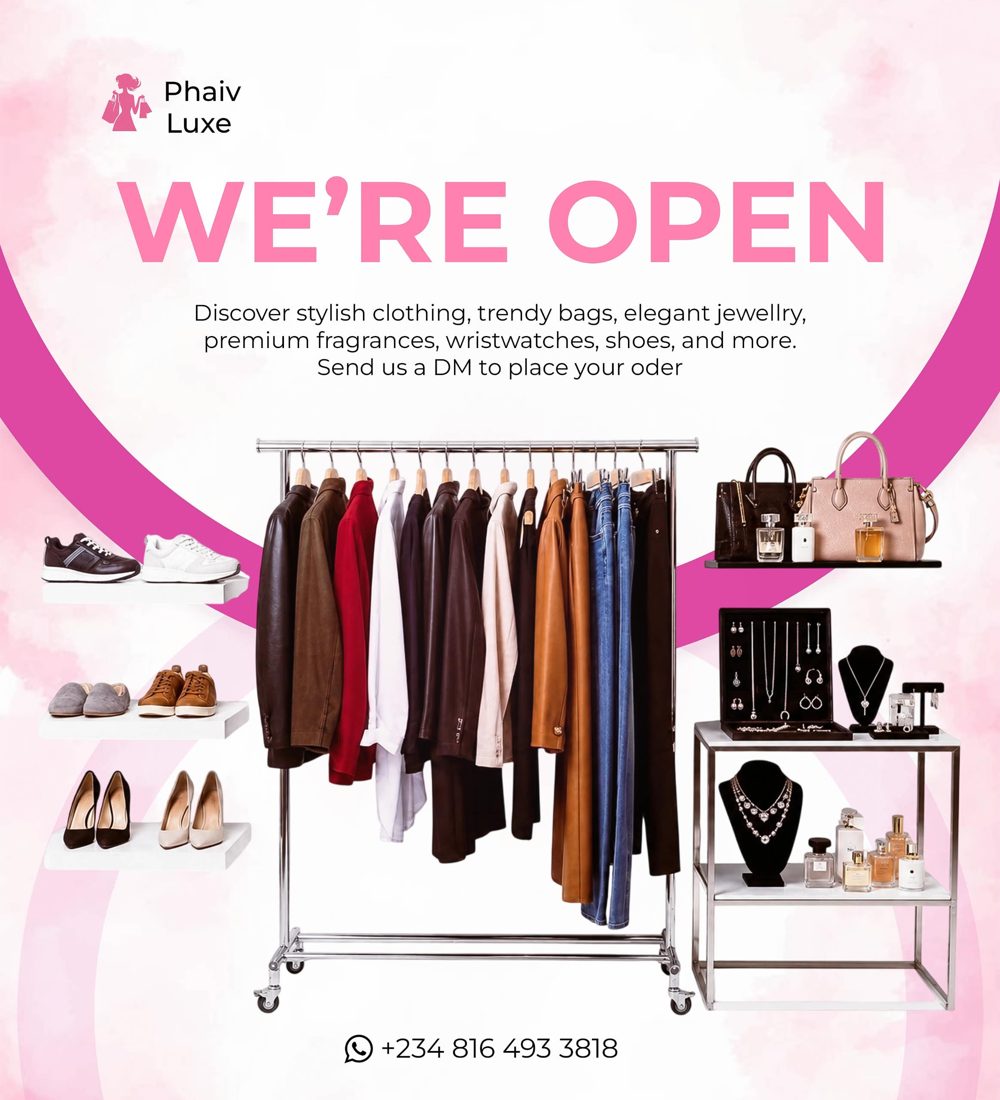 Phaiv
Luxe
WE'RE OPEN
Discover stylish clothing, trendy bags, elegant jewellry,
premium fragrances, wristwatches, shoes, and more.
Send us a DM to place your oder
+234 816 493 3818